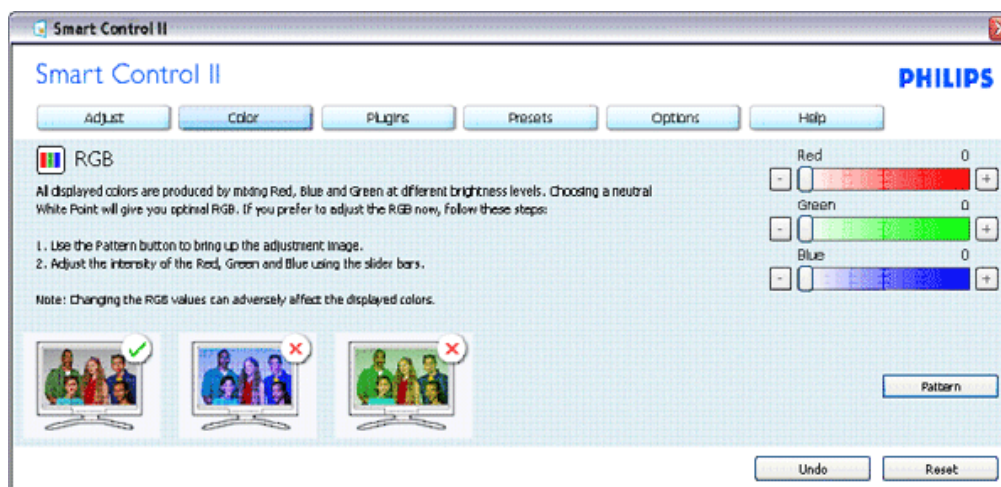 Smart Control II
Smart Control II
PHILIPS
Adjust Color Plugins Presets Options Help
RGB
All displayed colors are produced by mixing Red, Blue and Green at different brightness levels. Choosing a neutral
White Point will give you optimal RGB. If you prefer to adjust the RGB now, follow these steps:
1. Use the Pattern button to bring up the adjustment image.
2. Adjust the intensity of the Red, Green and Blue using the slider bars.
Note: Changing the RGB values can adversely affect the displayed colors.
Red 0
- +
Green 0
- +
Blue 0
- +
Pattern
Undo Reset